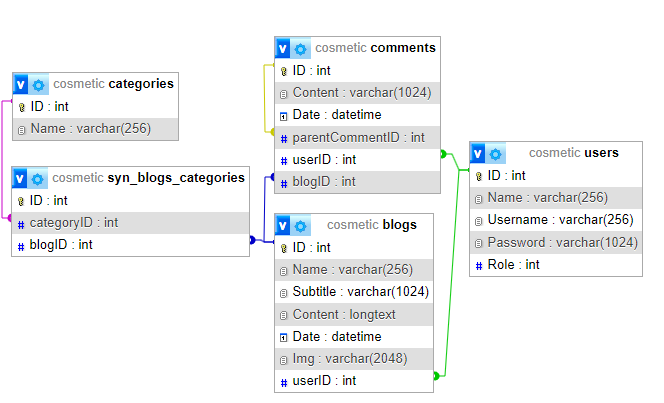 cosmetic categories
ID : int
Name : varchar(256)
cosmetic syn_blogs_categories
ID : int
categoryID : int
blogID : int
cosmetic comments
ID : int
Content : varchar(1024)
Date : datetime
parentCommentID : int
userID : int
blogID : int
cosmetic blogs
ID : int
Name : varchar(256)
Subtitle : varchar(1024)
Content : longtext
Date : datetime
Img : varchar(2048)
userID : int
cosmetic users
ID : int
Name : varchar(256)
Username : varchar(256)
Password : varchar(1024)
Role : int